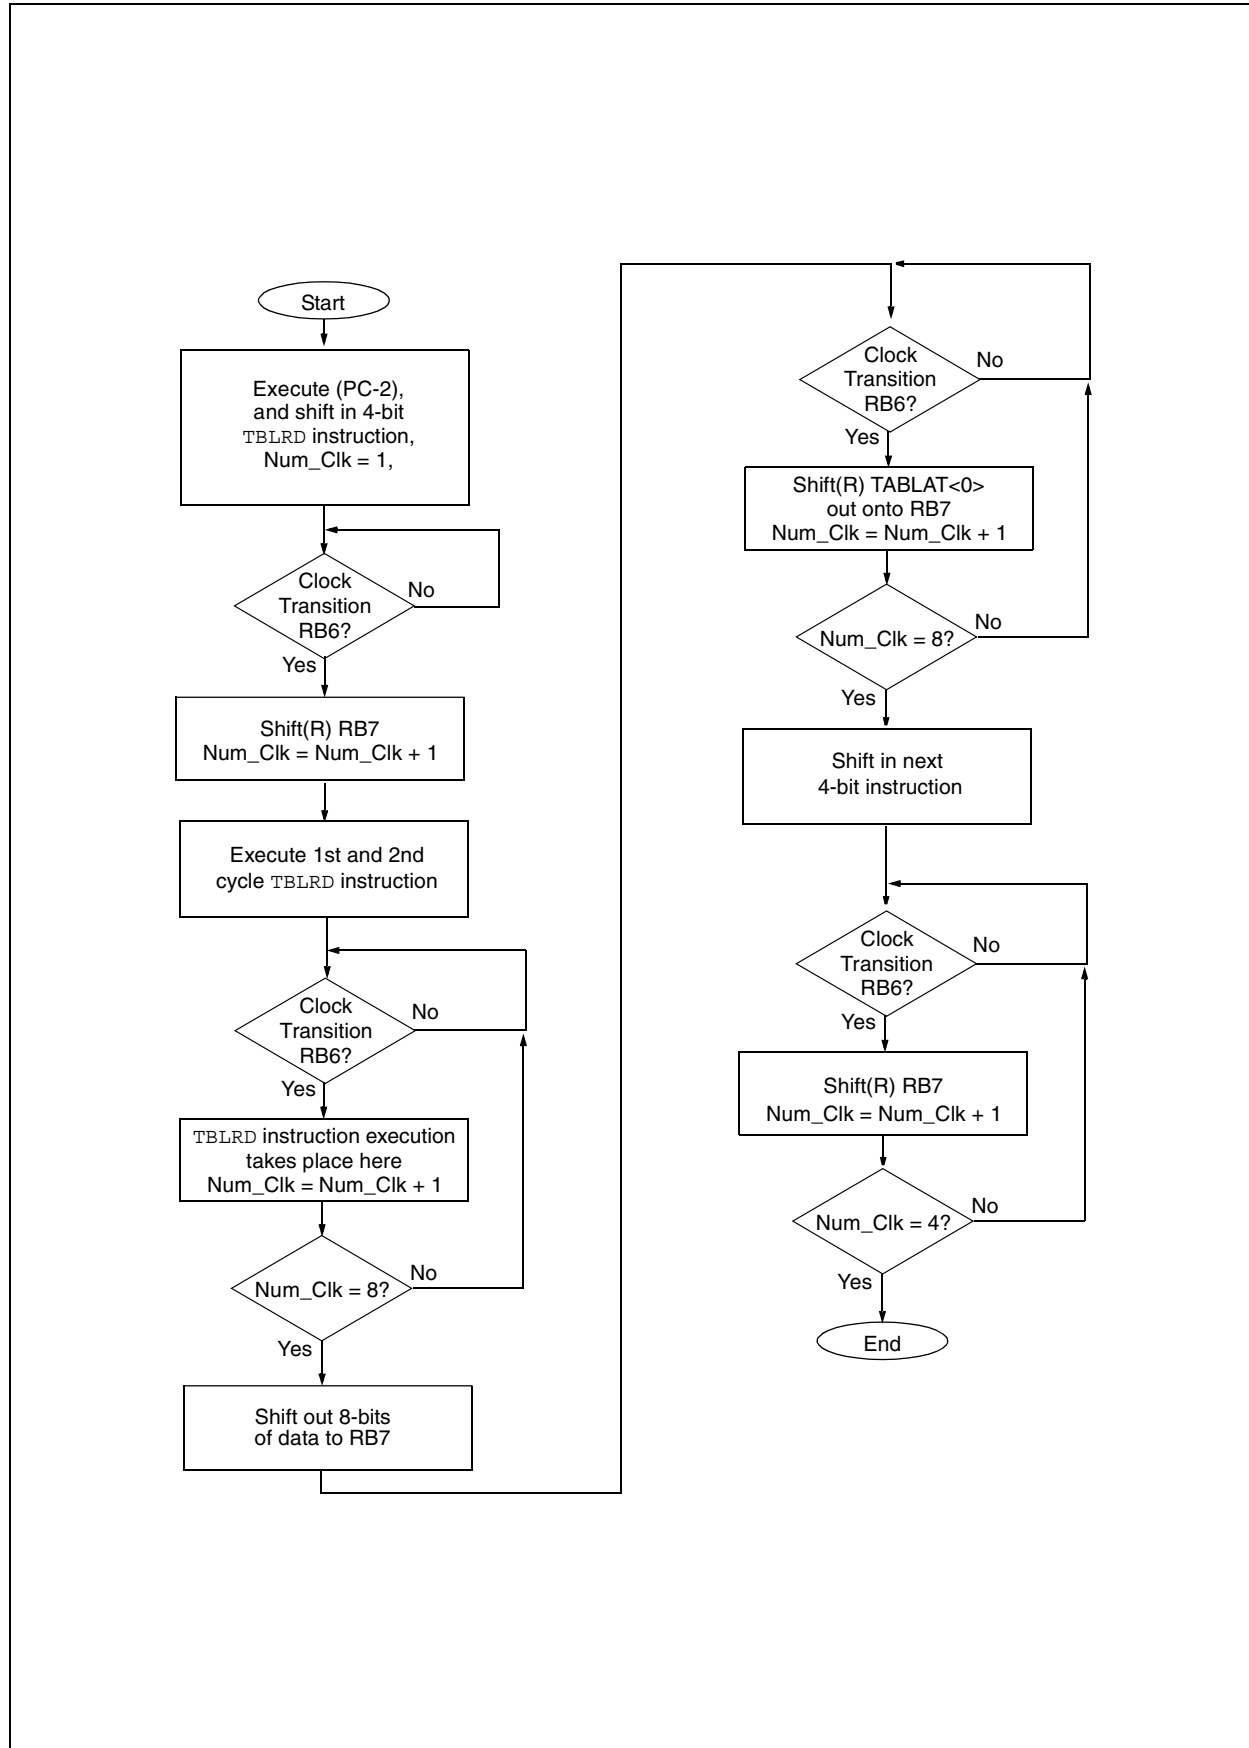 Start
Execute (PC-2),
and shift in 4-bit
TBLRD instruction,
Num_Clk = 1,
Clock
Transition
RB6?
No
Yes
Shift(R) RB7
Num_Clk = Num_Clk + 1
Execute 1st and 2nd
cycle TBLRD instruction
Clock
Transition
RB6?
No
Yes
TBLRD instruction execution
takes place here
Num_Clk = Num_Clk + 1
Num_Clk = 8?
No
Yes
Shift out 8-bits
of data to RB7
Clock
Transition
RB6?
No
Yes
Shift(R) TABLAT<0>
out onto RB7
Num_Clk = Num_Clk + 1
Num_Clk = 8?
No
Yes
Shift in next
4-bit instruction
Clock
Transition
RB6?
No
Yes
Shift(R) RB7
Num_Clk = Num_Clk + 1
Num_Clk = 4?
No
Yes
End